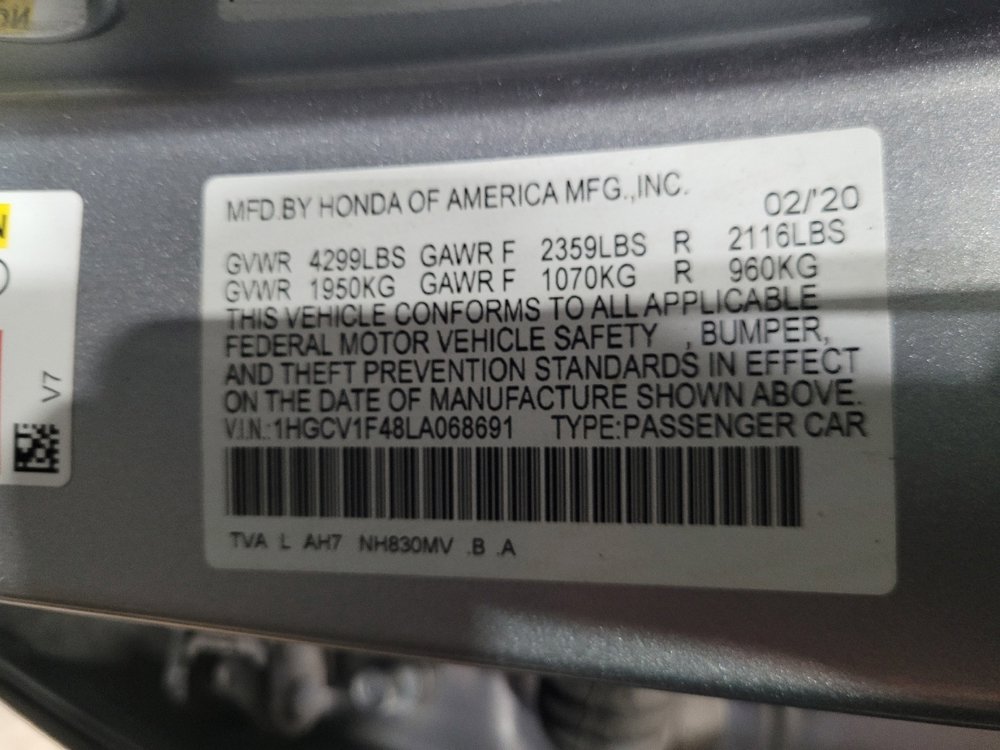 MFD.BY HONDA OF AMERICA MFG.,INC. 02/'20
GVWR 4299LBS GAWR F 2359LBS R 2116LBS
GVWR 1950KG GAWR F 1070KG R 960KG
THIS VEHICLE CONFORMS TO ALL APPLICABLE
FEDERAL MOTOR VEHICLE SAFETY , BUMPER,
AND THEFT PREVENTION STANDARDS IN EFFECT
ON THE DATE OF MANUFACTURE SHOWN ABOVE.
V.I.N.:1HGCV1F48LA068691 TYPE:PASSENGER CAR
TVA L AH7 NH830MV .B .A
V7